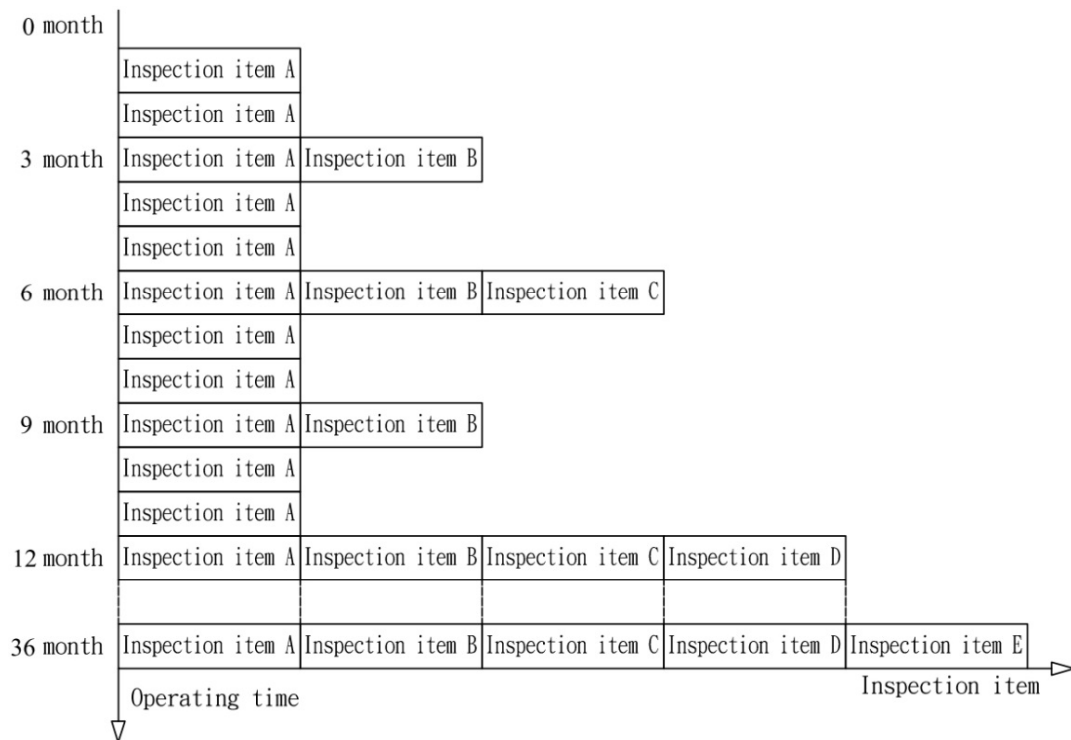 0 month
Inspection item A
Inspection item A
3 month Inspection item A Inspection item B
Inspection item A
Inspection item A
6 month Inspection item A Inspection item B Inspection item C
Inspection item A
Inspection item A
9 month Inspection item A Inspection item B
Inspection item A
Inspection item A
12 month Inspection item A Inspection item B Inspection item C Inspection item D
36 month Inspection item A Inspection item B Inspection item C Inspection item D Inspection item E
Operating time Inspection item